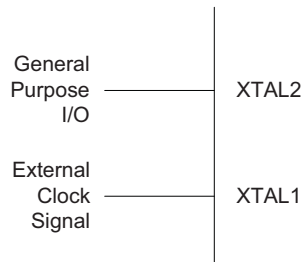 General
Purpose
I/O
XTAL2
External
Clock
Signal
XTAL1